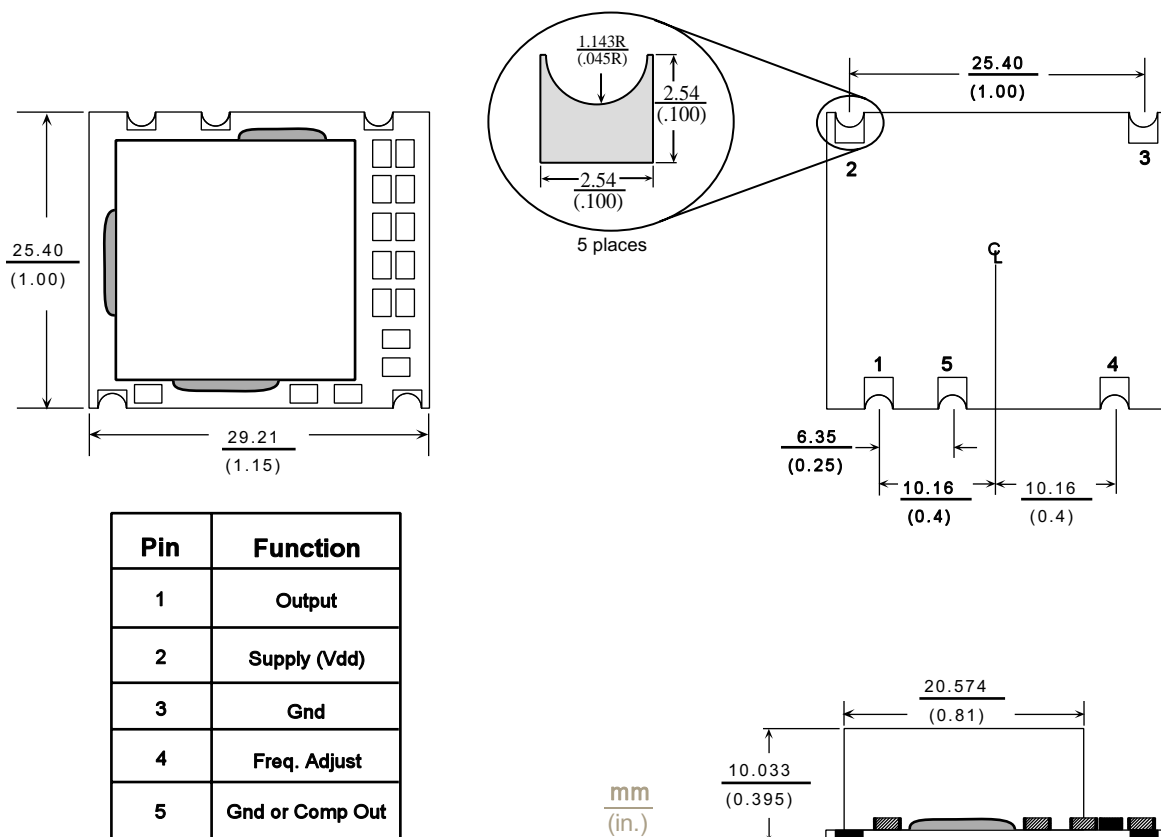 1.143R
(.045R)
2.54
(.100)
2.54
(.100)
5 places
25.40
(1.00)
2
3
25.40
(1.00)
29.21
(1.15)
CL
1
5
4
6.35
(0.25)
10.16
(0.4)
10.16
(0.4)
Pin Function
1 Output
2 Supply (Vdd)
3 Gnd
4 Freq. Adjust
5 Gnd or Comp Out
mm
(in.)
20.574
(0.81)
10.033
(0.395)